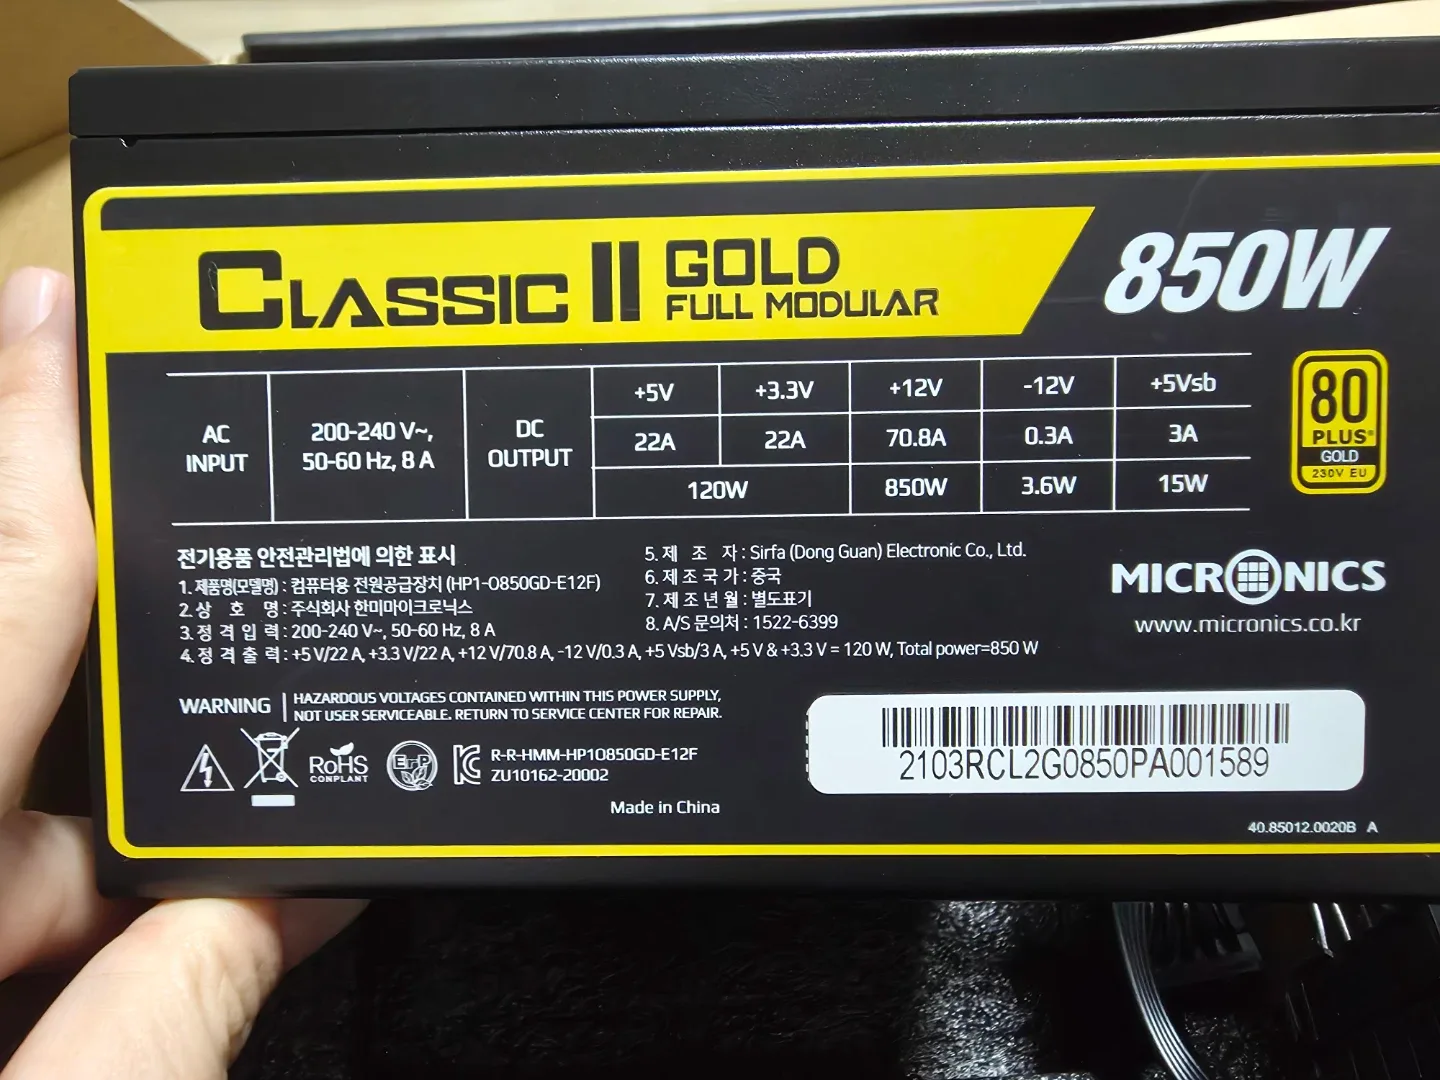 CLASSIC II GOLD
FULL MODULAR
850W
AC INPUT
200-240 V~,
50-60 Hz, 8 A
DC OUTPUT
+5V +3.3V +12V -12V +5Vsb
22A 22A 70.8A 0.3A 3A
120W 850W 3.6W 15W
80
PLUS®
GOLD
230V EU
전기용품 안전관리법에 의한 표시
1. 제품명(모델명) : 컴퓨터용 전원공급장치 (HP1-O850GD-E12F)
2. 상 호 명 : 주식회사 한미마이크로닉스
3. 정 격 입 력 : 200-240 V~, 50-60 Hz, 8 A
4. 정 격 출 력 : +5 V/22 A, +3.3 V/22 A, +12 V/70.8 A, -12 V/0.3 A, +5 Vsb/3 A, +5 V & +3.3 V = 120 W, Total power=850 W
5. 제 조 자 : Sirfa (Dong Guan) Electronic Co., Ltd.
6. 제 조 국 가 : 중국
7. 제 조 년 월 : 별도표기
8. A/S 문의처 : 1522-6399
MICRONICS
www.micronics.co.kr
WARNING
HAZARDOUS VOLTAGES CONTAINED WITHIN THIS POWER SUPPLY,
NOT USER SERVICEABLE. RETURN TO SERVICE CENTER FOR REPAIR.
RoHS
COMPLANT
ErP
R-R-HMM-HP1O850GD-E12F
ZU10162-20002
Made in China
2103RCL2G0850PA001589
40.85012.0020B A